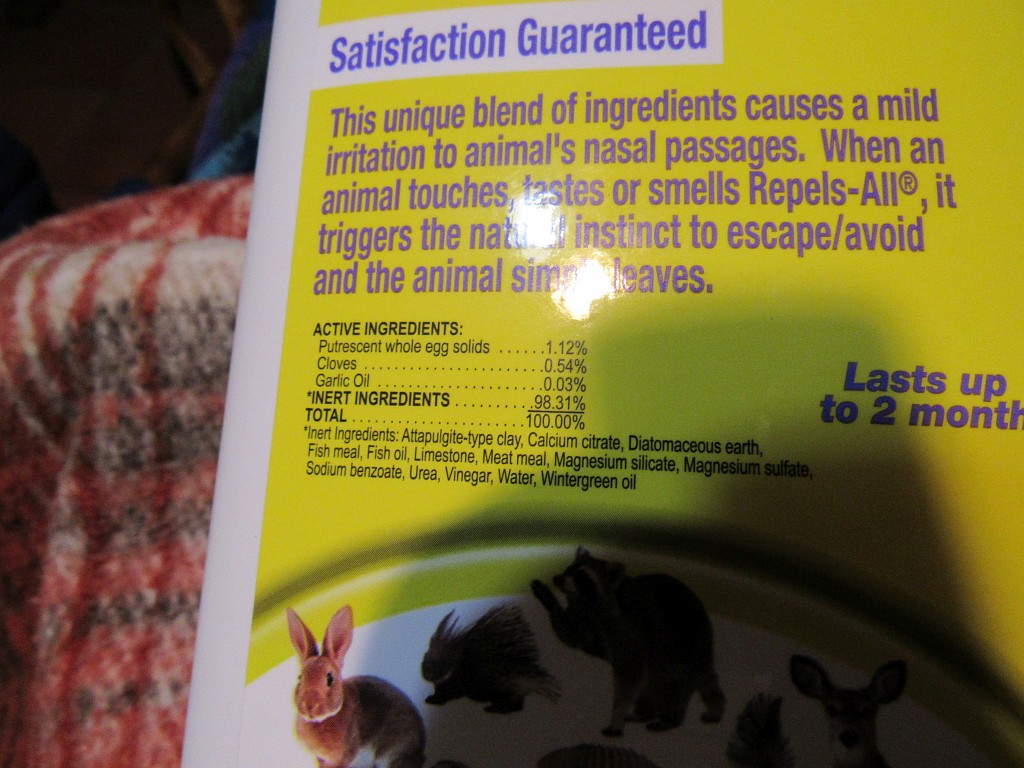 Satisfaction Guaranteed
This unique blend of ingredients causes a mild
irritation to animal's nasal passages. When an
animal touches, tastes or smells Repels-All®, it
triggers the natural instinct to escape/avoid
and the animal simply leaves.
ACTIVE INGREDIENTS:
Putrescent whole egg solids ......1.12%
Cloves ........................0.54%
Garlic Oil ......................0.03%
*INERT INGREDIENTS ..........98.31%
TOTAL ........................100.00%
*Inert Ingredients: Attapulgite-type clay, Calcium citrate, Diatomaceous earth,
Fish meal, Fish oil, Limestone, Meat meal, Magnesium silicate, Magnesium sulfate,
Sodium benzoate, Urea, Vinegar, Water, Wintergreen oil
Lasts up
to 2 month